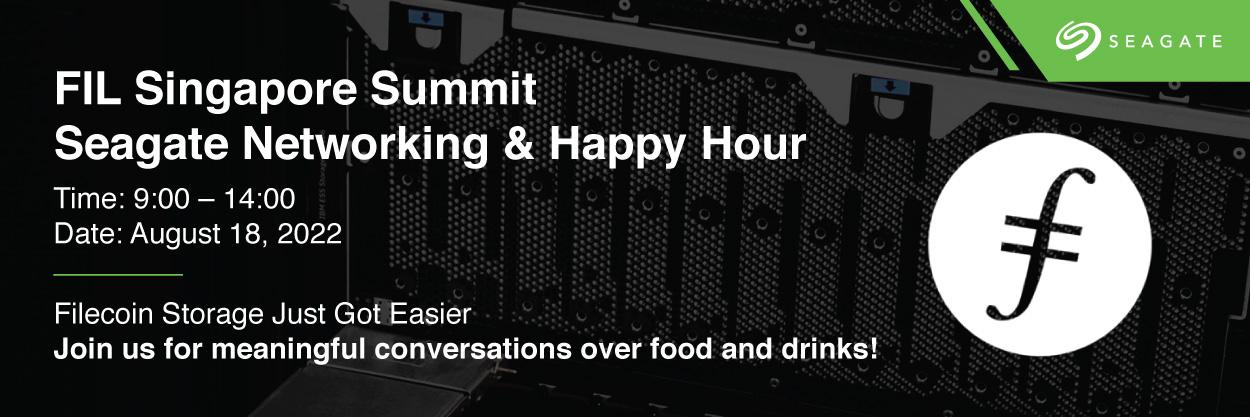 SEAGATE
FIL Singapore Summit
Seagate Networking & Happy Hour
Time: 9:00 – 14:00
Date: August 18, 2022
Filecoin Storage Just Got Easier
Join us for meaningful conversations over food and drinks!